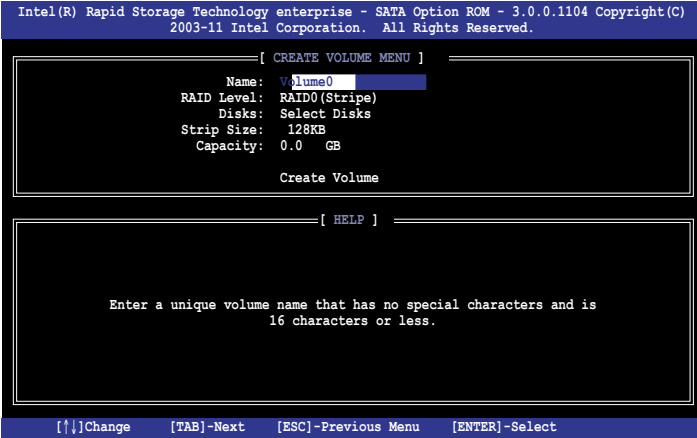 Intel(R) Rapid Storage Technology enterprise - SATA Option ROM - 3.0.0.1104 Copyright(C)
2003-11 Intel Corporation. All Rights Reserved.
[ CREATE VOLUME MENU ]
Name: Volume0
RAID Level: RAID0(Stripe)
Disks: Select Disks
Strip Size: 128KB
Capacity: 0.0 GB
Create Volume
[ HELP ]
Enter a unique volume name that has no special characters and is
16 characters or less.
[↑↓]Change [TAB]-Next [ESC]-Previous Menu [ENTER]-Select